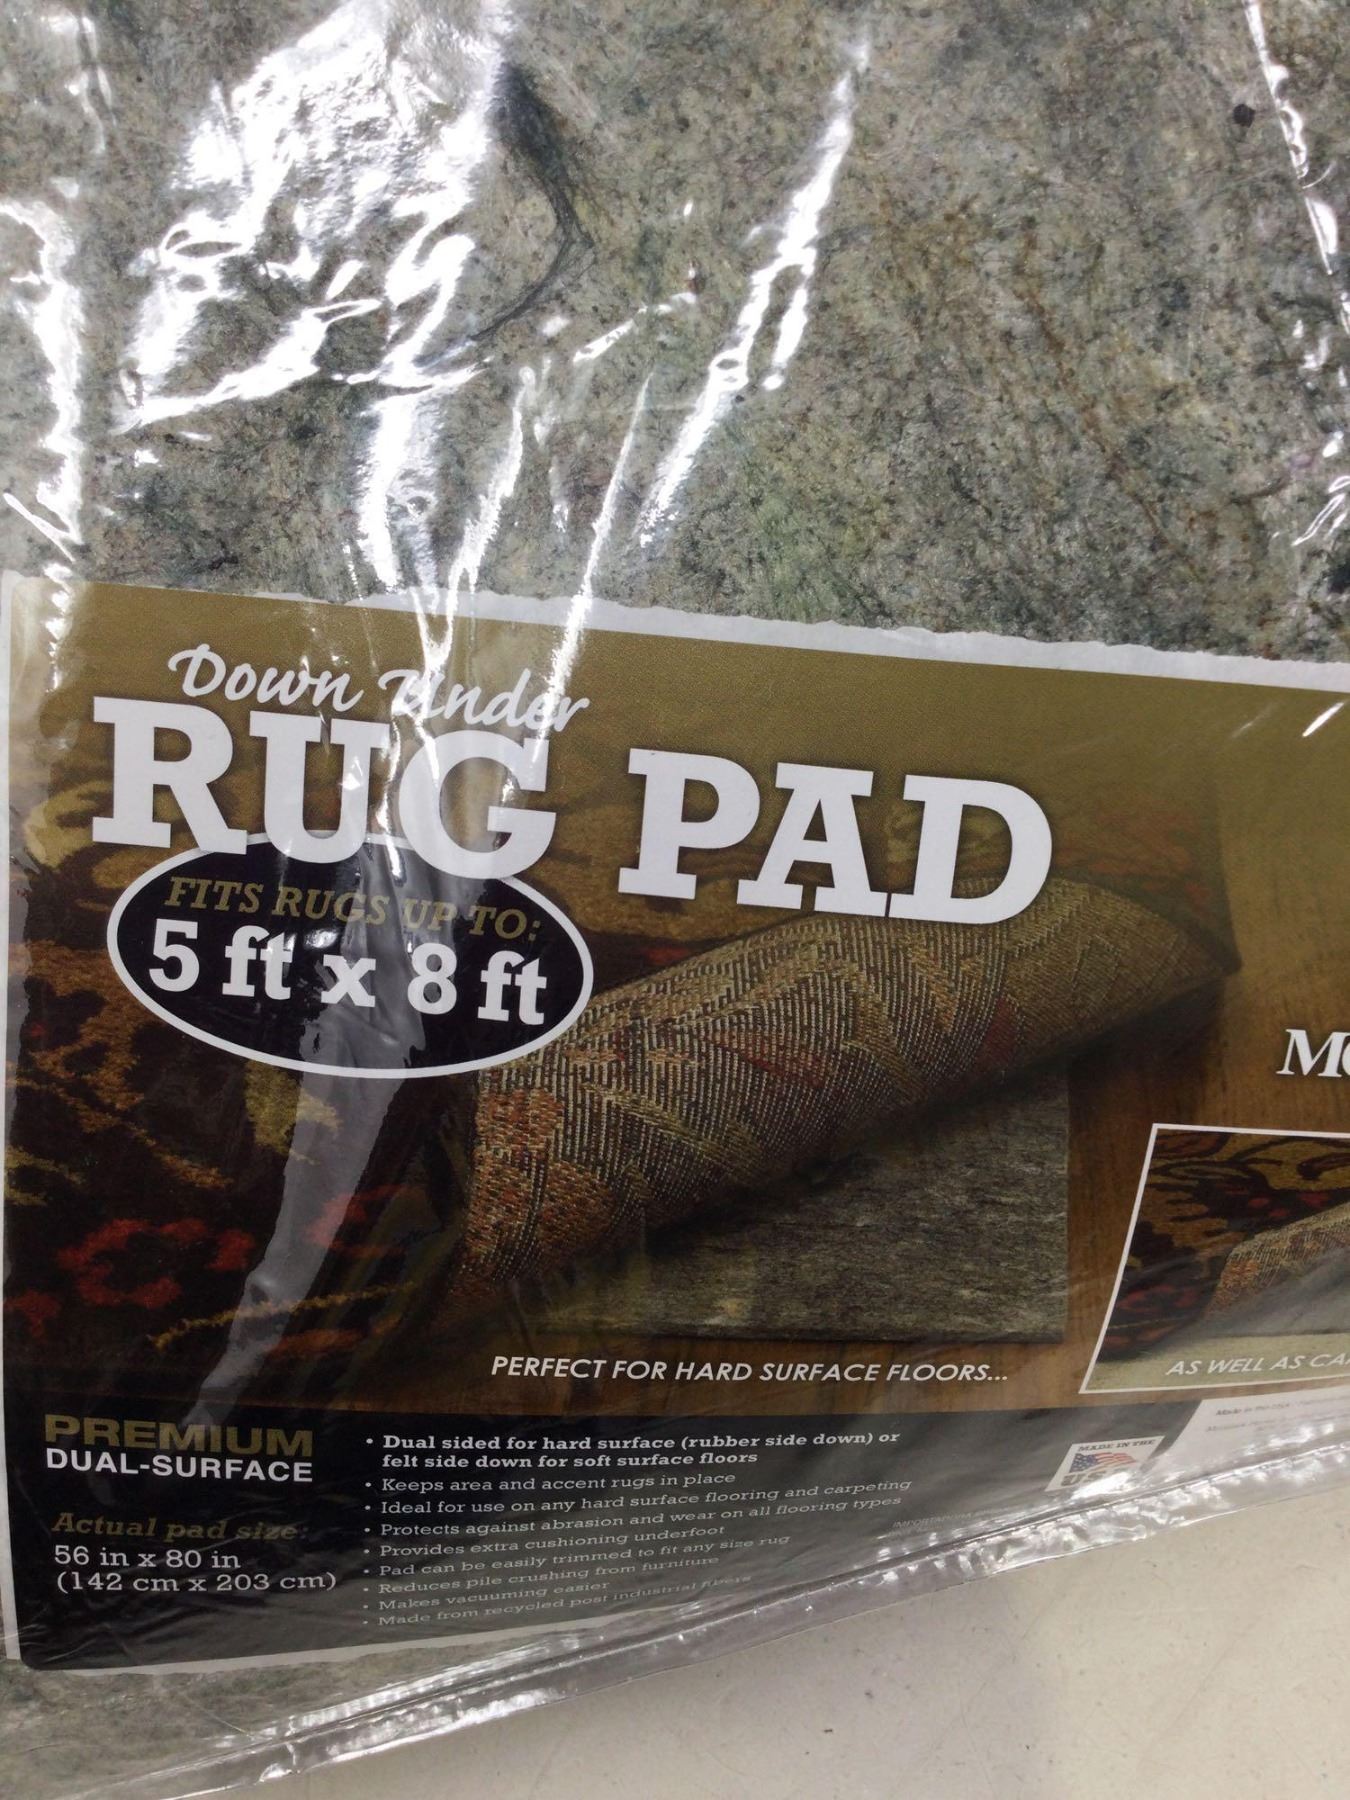 Down Under
RUG PAD
FITS RUGS UP TO:
5 ft x 8 ft
PERFECT FOR HARD SURFACE FLOORS...
AS WELL AS
PREMIUM
DUAL-SURFACE
Actual pad size:
56 in x 80 in
(142 cm x 203 cm)
• Dual sided for hard surface (rubber side down) or
felt side down for soft surface floors
• Keeps area and accent rugs in place
• Ideal for use on any hard surface flooring and carpeting
• Protects against abrasion and wear on all flooring types
• Provides extra cushioning underfoot
• Pad can be easily trimmed to fit any size rug
• Reduces pile crushing from furniture
• Makes vacuuming easier
• Made from recycled post industrial fibers
MADE IN THE
USA